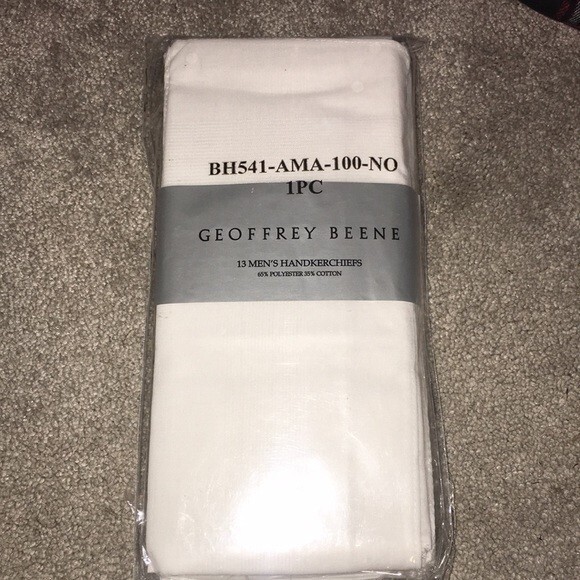 BH541-AMA-100-NO
1PC
GEOFFREY BEENE
13 MEN'S HANDKERCHIEFS
65% POLYESTER 35% COTTON